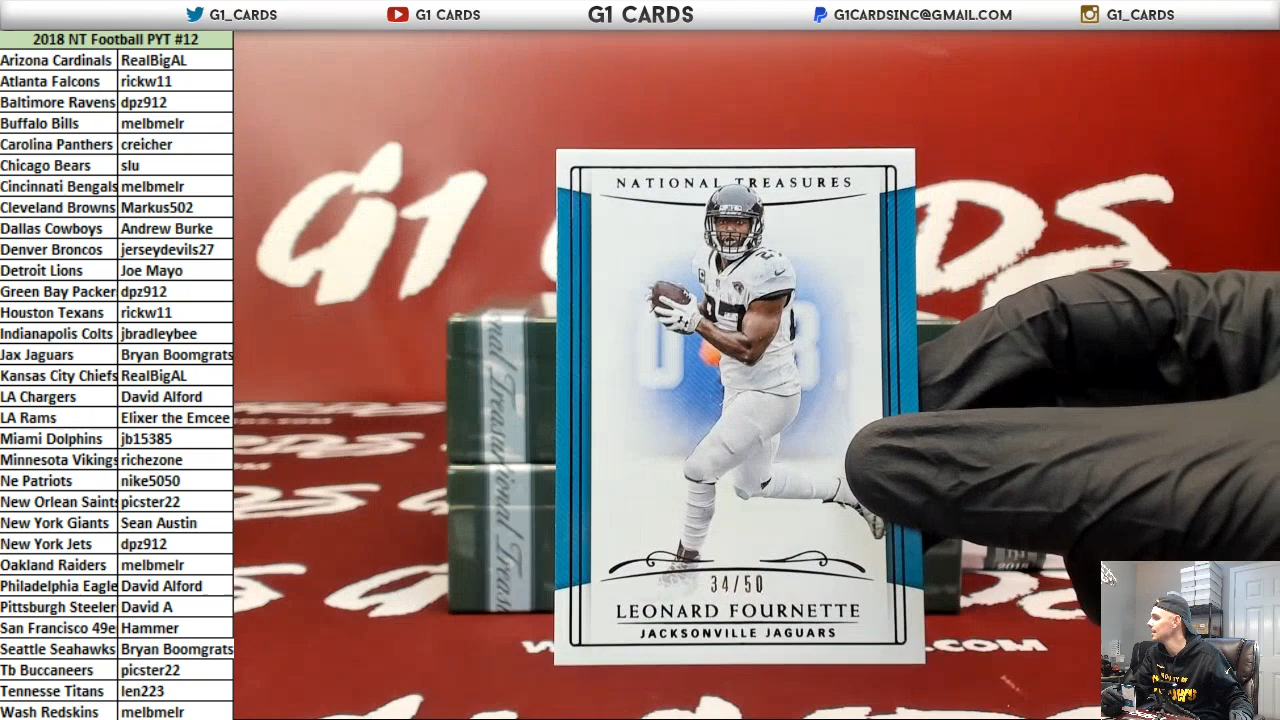 G1_CARDS G1 CARDS G1 CARDS G1CARDSINC@GMAIL.COM G1_CARDS
2018 NT Football PYT #12
Arizona Cardinals RealBigAL
Atlanta Falcons rickw11
Baltimore Ravens dpz912
Buffalo Bills melbmelr
Carolina Panthers creicher
Chicago Bears slu
Cincinnati Bengals melbmelr
Cleveland Browns Markus502
Dallas Cowboys Andrew Burke
Denver Broncos jerseydevils27
Detroit Lions Joe Mayo
Green Bay Packer dpz912
Houston Texans rickw11
Indianapolis Colts jbradleybee
Jax Jaguars Bryan Boomgrats
Kansas City Chiefs RealBigAL
LA Chargers David Alford
LA Rams Elixer the Emcee
Miami Dolphins jb15385
Minnesota Vikings richezone
Ne Patriots nike5050
New Orlean Saints picster22
New York Giants Sean Austin
New York Jets dpz912
Oakland Raiders melbmelr
Philadelphia Eagle David Alford
Pittsburgh Steeler David A
San Francisco 49e Hammer
Seattle Seahawks Bryan Boomgrats
Tb Buccaneers picster22
Tennesse Titans len223
Wash Redskins melbmelr
G1
NATIONAL TREASURES
27
34/50
LEONARD FOURNETTE
JACKSONVILLE JAGUARS